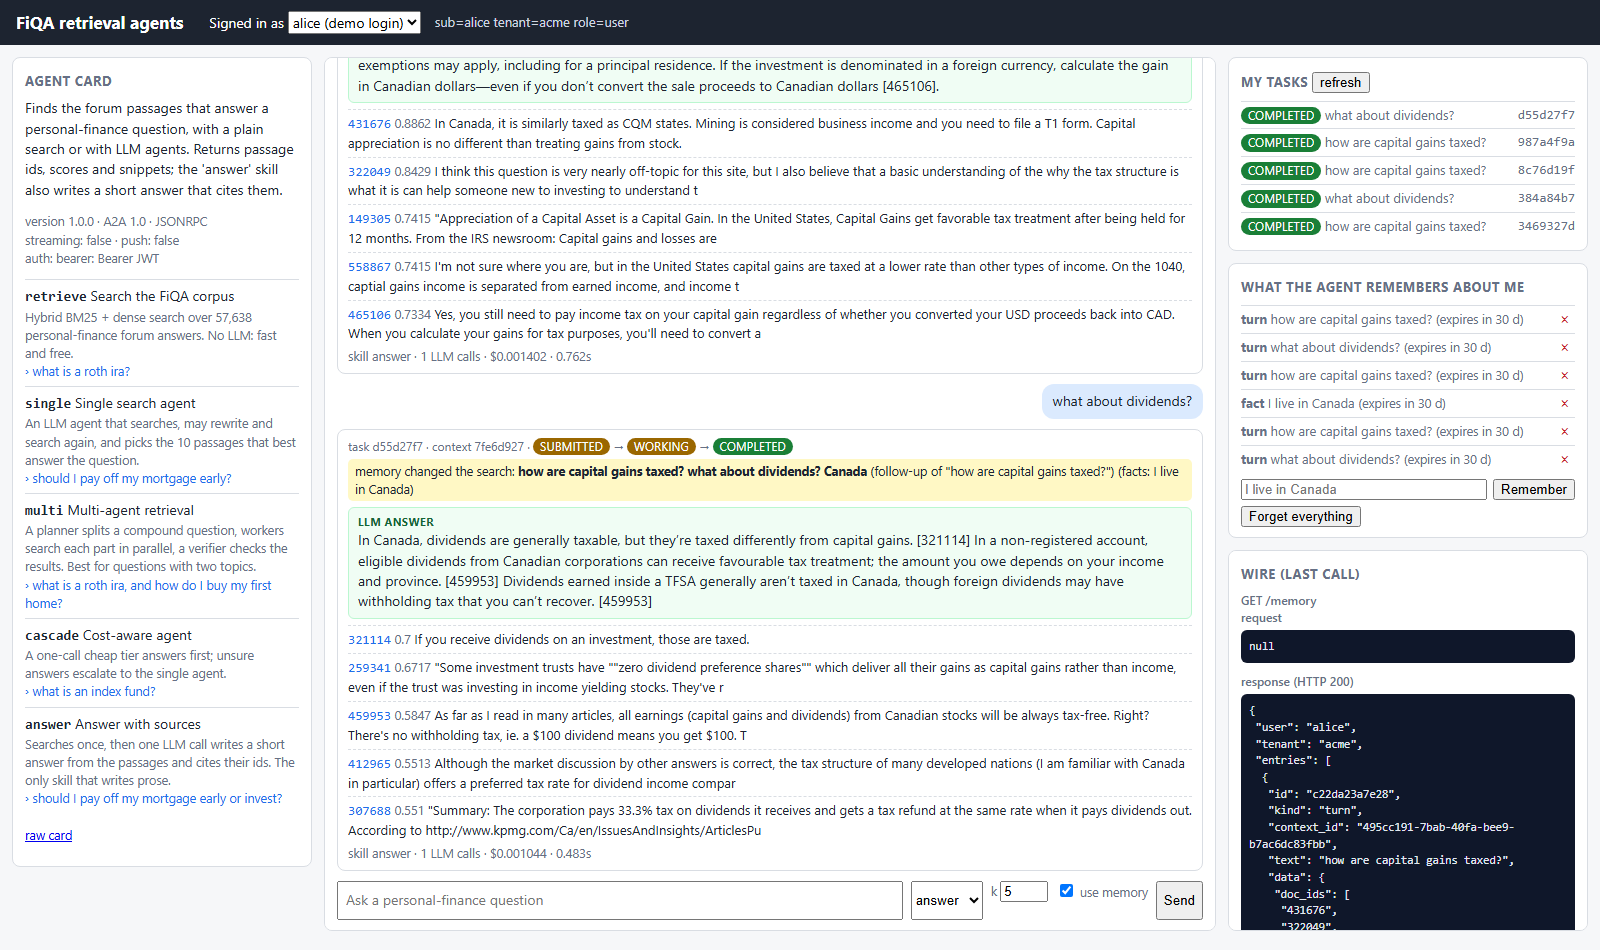 FiQA retrieval agents
Signed in as alice (demo login) sub=alice tenant=acme role=user
AGENT CARD
Finds the forum passages that answer a
personal-finance question, with a plain
search or with LLM agents. Returns passage
ids, scores and snippets; the 'answer' skill
also writes a short answer that cites them.
version 1.0.0 · A2A 1.0 · JSONRPC
streaming: false · push: false
auth: bearer: Bearer JWT
retrieve Search the FiQA corpus
Hybrid BM25 + dense search over 57,638
personal-finance forum answers. No LLM: fast
and free.
› what is a roth ira?
single Single search agent
An LLM agent that searches, may rewrite and
search again, and picks the 10 passages that best
answer the question.
› should I pay off my mortgage early?
multi Multi-agent retrieval
A planner splits a compound question, workers
search each part in parallel, a verifier checks the
results. Best for questions with two topics.
› what is a roth ira, and how do I buy my first
home?
cascade Cost-aware agent
A one-call cheap tier answers first; unsure
answers escalate to the single agent.
› what is an index fund?
answer Answer with sources
Searches once, then one LLM call writes a short
answer from the passages and cites their ids. The
only skill that writes prose.
› should I pay off my mortgage early or invest?
raw card
exemptions may apply, including for a principal residence. If the investment is denominated in a foreign currency, calculate the gain
in Canadian dollars—even if you don’t convert the sale proceeds to Canadian dollars [465106].
431676 0.8862 In Canada, it is similarly taxed as CQM states. Mining is considered business income and you need to file a T1 form. Capital
appreciation is no different than treating gains from stock.
322049 0.8429 I think this question is very nearly off-topic for this site, but I also believe that a basic understanding of the why the tax structure is
what it is can help someone new to investing to understand t
149305 0.7415 "Appreciation of a Capital Asset is a Capital Gain. In the United States, Capital Gains get favorable tax treatment after being held for
12 months. From the IRS newsroom: Capital gains and losses are
558867 0.7415 I'm not sure where you are, but in the United States capital gains are taxed at a lower rate than other types of income. On the 1040,
captial gains income is separated from earned income, and income t
465106 0.7334 Yes, you still need to pay income tax on your capital gain regardless of whether you converted your USD proceeds back into CAD.
When you calculate your gains for tax purposes, you'll need to convert a
skill answer · 1 LLM calls · $0.001402 · 0.762s
what about dividends?
task d55d27f7 · context 7fe6d927 · SUBMITTED → WORKING → COMPLETED
memory changed the search: how are capital gains taxed? what about dividends? Canada (follow-up of "how are capital gains taxed?") (facts: I live
in Canada)
LLM ANSWER
In Canada, dividends are generally taxable, but they’re taxed differently from capital gains. [321114] In a non-registered account,
eligible dividends from Canadian corporations can receive favourable tax treatment; the amount you owe depends on your income
and province. [459953] Dividends earned inside a TFSA generally aren’t taxed in Canada, though foreign dividends may have
withholding tax that you can’t recover. [459953]
321114 0.7 If you receive dividends on an investment, those are taxed.
259341 0.6717 "Some investment trusts have ""zero dividend preference shares"" which deliver all their gains as capital gains rather than income,
even if the trust was investing in income yielding stocks. They've r
459953 0.5847 As far as I read in many articles, all earnings (capital gains and dividends) from Canadian stocks will be always tax-free. Right?
There's no withholding tax, ie. a $100 dividend means you get $100. T
412965 0.5513 Although the market discussion by other answers is correct, the tax structure of many developed nations (I am familiar with Canada
in particular) offers a preferred tax rate for dividend income compar
307688 0.551 "Summary: The corporation pays 33.3% tax on dividends it receives and gets a tax refund at the same rate when it pays dividends out.
According to http://www.kpmg.com/Ca/en/IssuesAndInsights/ArticlesPu
skill answer · 1 LLM calls · $0.001044 · 0.483s
Ask a personal-finance question answer k 5 use memory Send
MY TASKS refresh
COMPLETED what about dividends? d55d27f7
COMPLETED how are capital gains taxed? 987a4f9a
COMPLETED how are capital gains taxed? 8c76d19f
COMPLETED what about dividends? 384a84b7
COMPLETED how are capital gains taxed? 3469327d
WHAT THE AGENT REMEMBERS ABOUT ME
turn how are capital gains taxed? (expires in 30 d) ×
turn what about dividends? (expires in 30 d) ×
turn how are capital gains taxed? (expires in 30 d) ×
fact I live in Canada (expires in 30 d) ×
turn how are capital gains taxed? (expires in 30 d) ×
turn what about dividends? (expires in 30 d) ×
I live in Canada Remember
Forget everything
WIRE (LAST CALL)
GET /memory
request
null
response (HTTP 200)
{
"user": "alice",
"tenant": "acme",
"entries": [
{
"id": "c22da23a7e28",
"kind": "turn",
"context_id": "495cc191-7bab-40fa-bee9-
b7ac6dc83fbb",
"text": "how are capital gains taxed?",
"data": {
"doc_ids": [
"431676",
"322049",